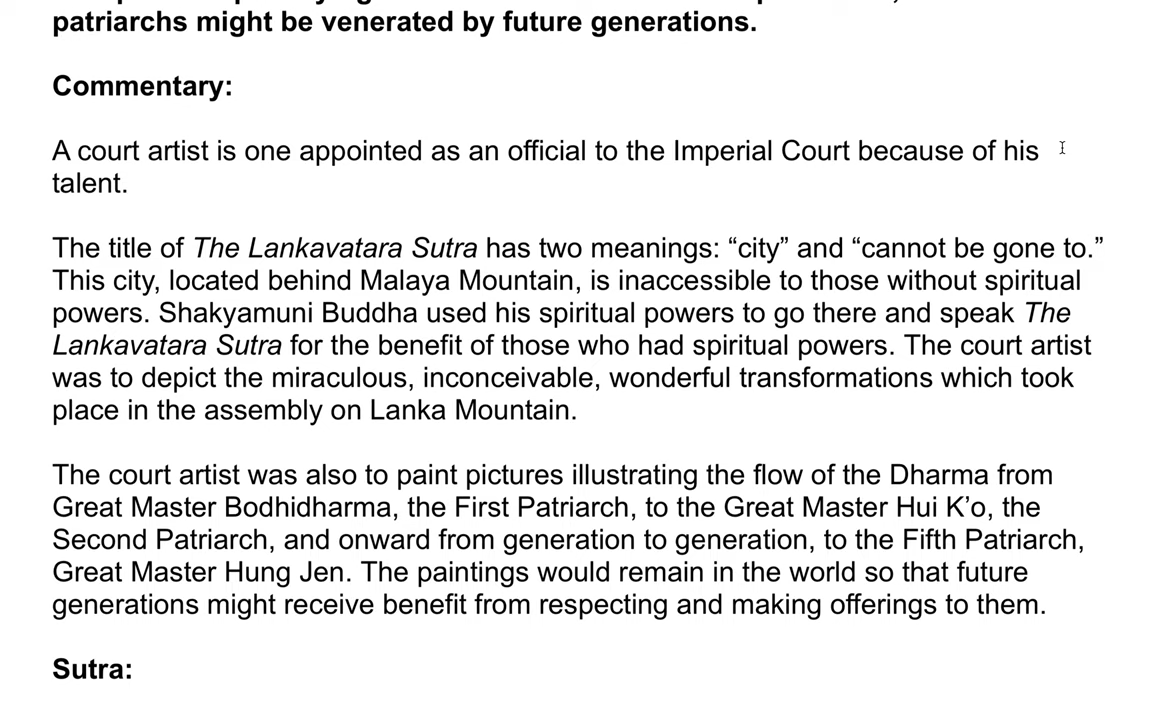 patriarchs might be venerated by future generations.
Commentary:
A court artist is one appointed as an official to the Imperial Court because of his
talent.
The title of The Lankavatara Sutra has two meanings: “city” and “cannot be gone to.”
This city, located behind Malaya Mountain, is inaccessible to those without spiritual
powers. Shakyamuni Buddha used his spiritual powers to go there and speak The
Lankavatara Sutra for the benefit of those who had spiritual powers. The court artist
was to depict the miraculous, inconceivable, wonderful transformations which took
place in the assembly on Lanka Mountain.
The court artist was also to paint pictures illustrating the flow of the Dharma from
Great Master Bodhidharma, the First Patriarch, to the Great Master Hui K’o, the
Second Patriarch, and onward from generation to generation, to the Fifth Patriarch,
Great Master Hung Jen. The paintings would remain in the world so that future
generations might receive benefit from respecting and making offerings to them.
Sutra: